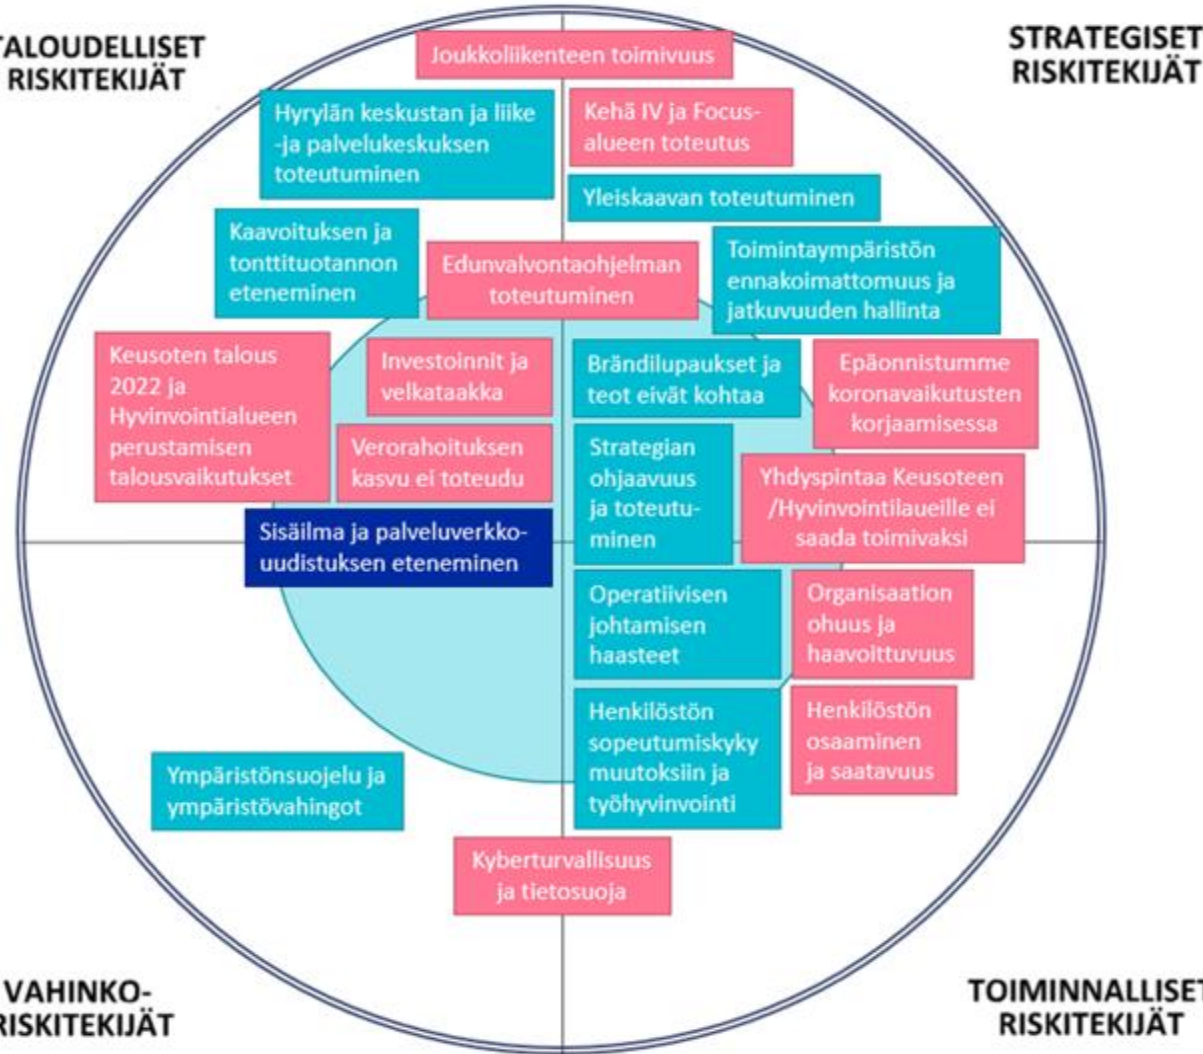 TALOUDELLISET
RISKITEKIJÄT
STRATEGISET
RISKITEKIJÄT
Joukkoliikenteen toimivuus
Hyrylän keskustan ja liike
-ja palvelukeskuksen
toteutuminen
Kehä IV ja Focus-
alueen toteutus
Yleiskaavan toteutuminen
Kaavoituksen ja
tonttituotannon
eteneminen
Edunvalvontaohjelman
toteutuminen
Toimintaympäristön
ennakoimattomuus ja
jatkuvuuden hallinta
Keusoten talous
2022 ja
Hyvinvointialueen
perustamisen
talousvaikutukset
Investoinnit ja
velkataakka
Brändilupaukset ja
teot eivät kohtaa
Epäonnistumme
koronavaikutusten
korjaamisessa
Verorahoituksen
kasvu ei toteudu
Strategian
ohjaavuus
ja toteutu-
minen
Yhdyspintaa Keusoteen
/Hyvinvointilaueille ei
saada toimivaksi
Sisäilma ja palveluverkko-
uudistuksen eteneminen
Operatiivisen
johtamisen
haasteet
Organisaation
ohuus ja
haavoittuvuus
Henkilöstön
sopeutumiskyky
muutoksiin ja
työhyvinvointi
Henkilöstön
osaaminen
ja saatavuus
Ympäristönsuojelu ja
ympäristövahingot
Kyberturvallisuus
ja tietosuoja
VAHINKO-
RISKITEKIJÄT
TOIMINNALLISET
RISKITEKIJÄT